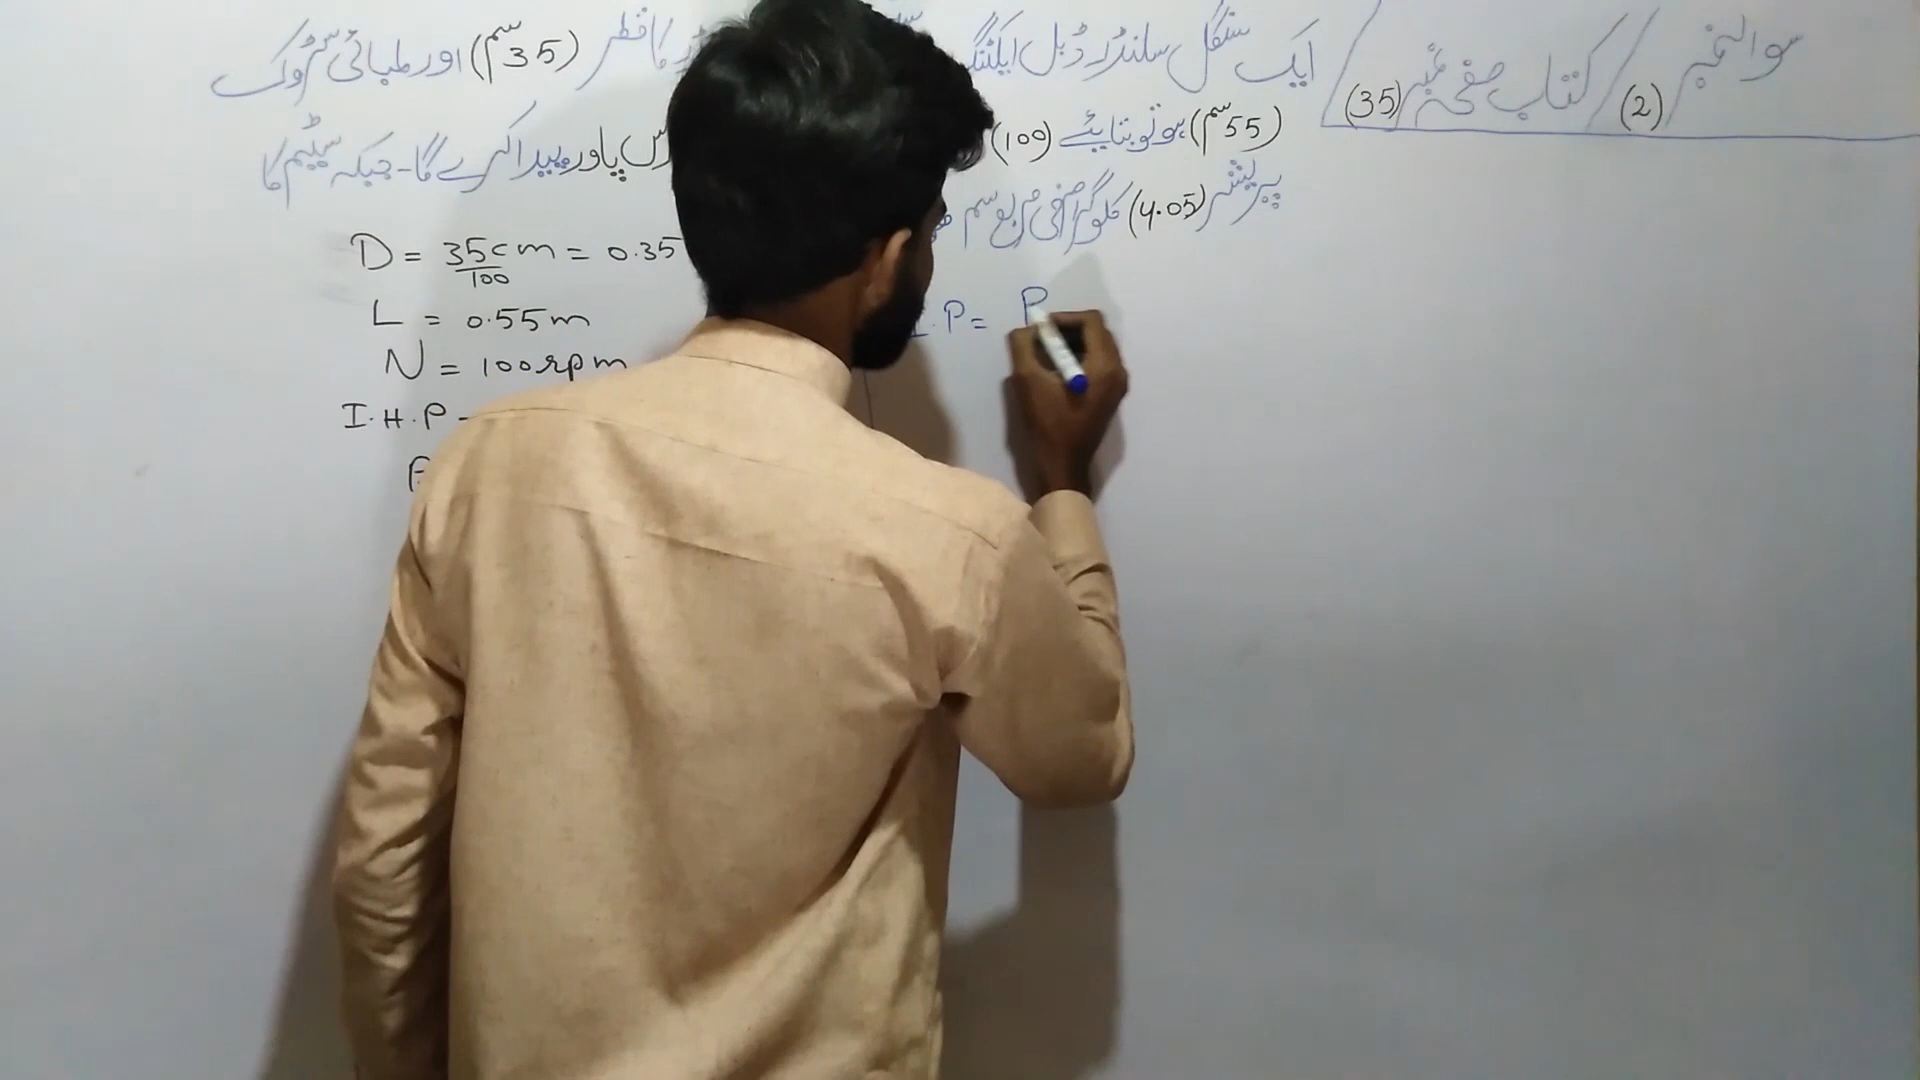 سوال نمبر (2) / کتاب صفحہ نمبر (35) / ایک سنگل سلنڈر ڈبل ایکٹنگ کا قطر (35 سم) اور لمبائی سٹروک
(55 سم) ہو تو بتایئے (100) پاور پیدا کرے گا۔ جبکہ سٹیم کا
پریشر (4.05) کلوگرام فی مربع سم
D = 35cm/100 = 0.35
L = 0.55m
N = 100rpm
I.H.P
I.P = P